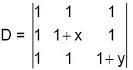 D = | 1 1 1 |
| 1 1+x 1 |
| 1 1 1+y |